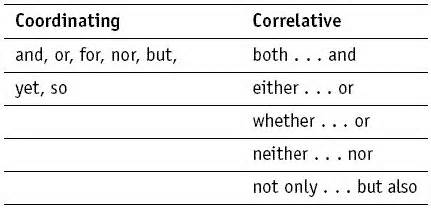 Coordinating Correlative
and, or, for, nor, but, both . . . and
yet, so either . . . or
whether . . . or
neither . . . nor
not only . . . but also